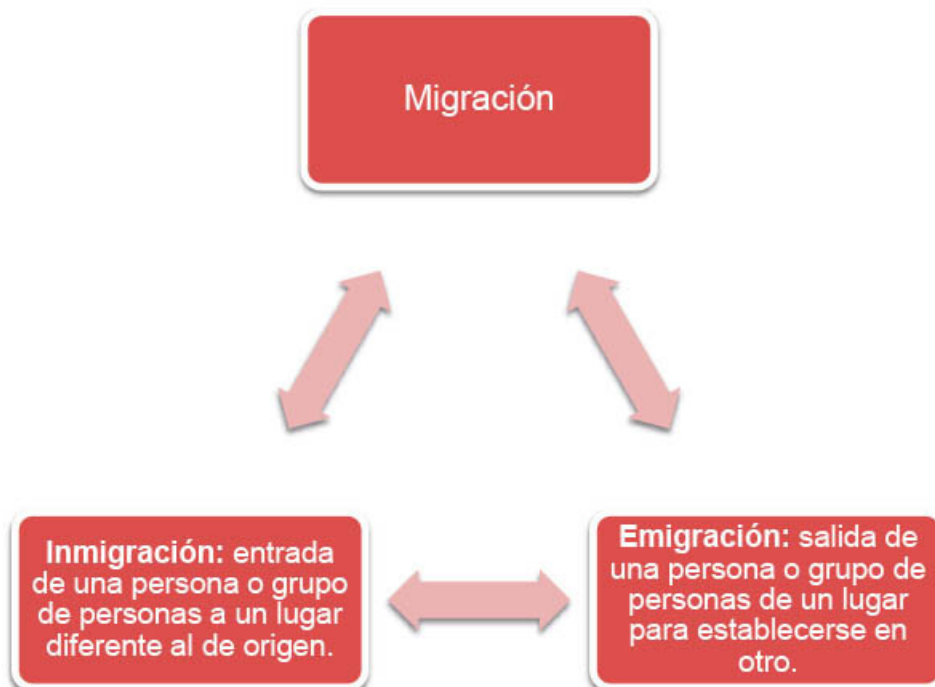 Migración
Inmigración: entrada
de una persona o grupo
de personas a un lugar
diferente al de origen.
Emigración: salida de
una persona o grupo de
personas de un lugar
para establecerse en
otro.